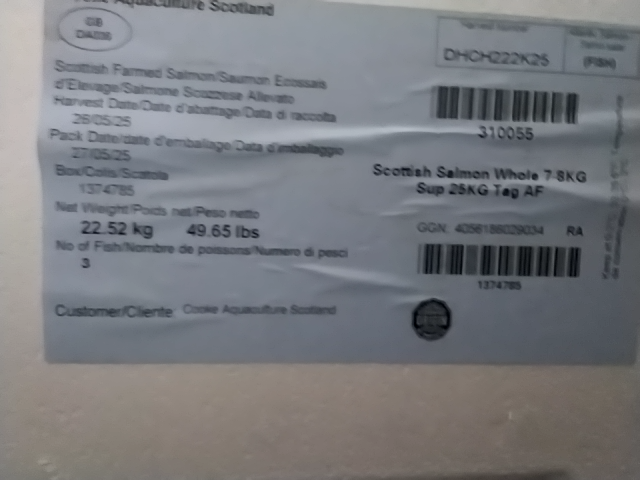 Aquaculture Scotland
GB
DHCH222K25
(FISH)
Scottish Farmed Salmon/Saumon Ecossais
d'Elevage/Salmone Scozzese Allevato
Harvest Date/Date d'abattage/Data di raccolta
26/05/25
Pack Date/date d'emballage/Data d'imballaggio
27/05/25
Box/Colis/Scatola
1374785
Net Weight/Poids net/Peso netto
22.52 kg 49.65 lbs
No of Fish/Nombre de poissons/Numero di pesci
3
Customer/Cliente Cooke Aquaculture Scotland
310055
Scottish Salmon Whole 7-8KG
Sup 25KG Tag AF
GGN: 4056186029034 RA
1374785